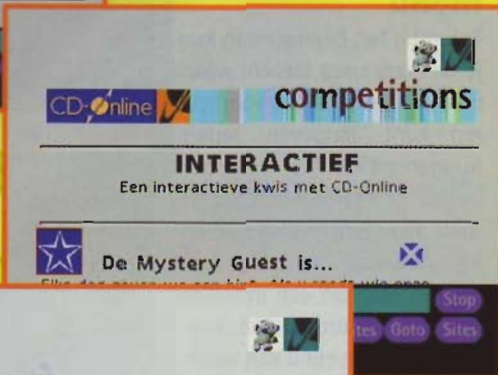 CD-Online
competitions
INTERACTIEF
Een interactieve kwis met CD-Online
De Mystery Guest is...
Stop
Goto Sites